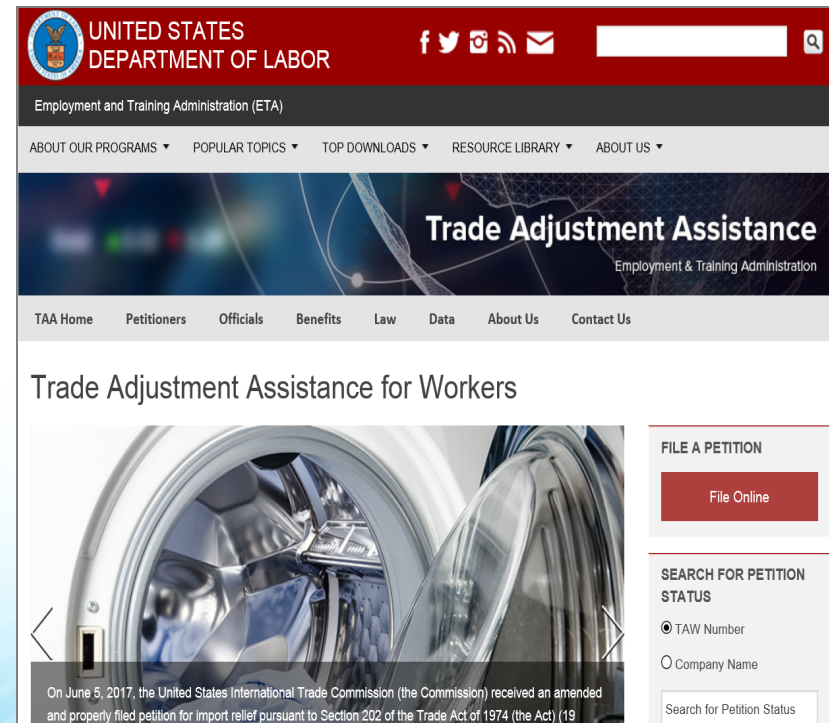 UNITED STATES
DEPARTMENT OF LABOR
Employment and Training Administration (ETA)
ABOUT OUR PROGRAMS POPULAR TOPICS TOP DOWNLOADS RESOURCE LIBRARY ABOUT US
Trade Adjustment Assistance
Employment & Training Administration
TAA Home Petitioners Officials Benefits Law Data About Us Contact Us
Trade Adjustment Assistance for Workers
On June 5, 2017, the United States International Trade Commission (the Commission) received an amended
and properly filed petition for import relief pursuant to Section 202 of the Trade Act of 1974 (the Act) (19
FILE A PETITION
File Online
SEARCH FOR PETITION
STATUS
TAW Number
Company Name
Search for Petition Status